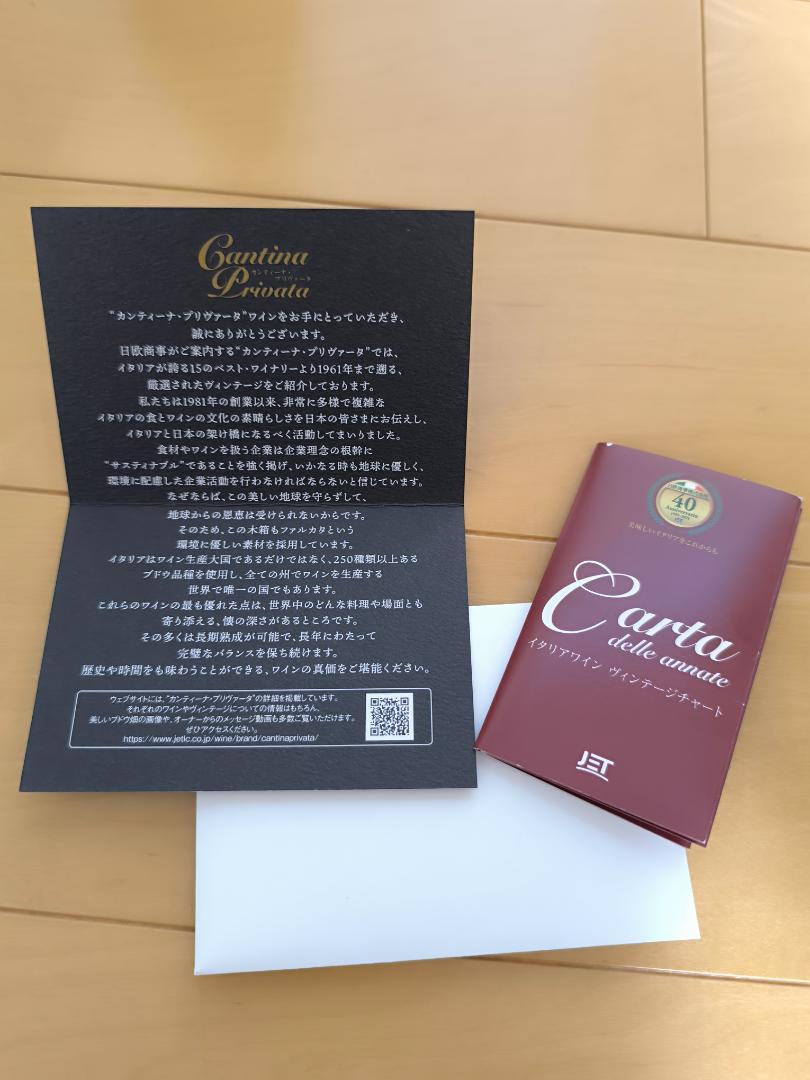 Cantina
カンティーナ・
プリヴァータ
Privata
“カンティーナ・プリヴァータ”ワインをお手にとっていただき、
誠にありがとうございます。
日欧商事がご案内する“カンティーナ・プリヴァータ”では、
イタリアが誇る15のベスト・ワイナリーより1961年まで遡る、
厳選されたヴィンテージをご紹介しております。
私たちは1981年の創業以来、非常に多様で複雑な
イタリアの食とワインの文化の素晴らしさを日本の皆さまにお伝えし、
イタリアと日本の架け橋になるべく活動してまいりました。
食材やワインを扱う企業は企業理念の根幹に
“サスティナブル”であることを強く掲げ、いかなる時も地球に優しく、
環境に配慮した企業活動を行わなければならないと信じています。
なぜならば、この美しい地球を守らずして、
地球からの恩恵は受けられないからです。
そのため、この木箱もファルカタという
環境に優しい素材を採用しています。
イタリアはワイン生産大国であるだけではなく、250種類以上ある
ブドウ品種を使用し、全ての州でワインを生産する
世界で唯一の国でもあります。
これらのワインの最も優れた点は、世界中のどんな料理や場面とも
寄り添える、懐の深さがあるところです。
その多くは長期熟成が可能で、長年にわたって
完璧なバランスを保ち続けます。
歴史や時間をも味わうことができる、ワインの真価をご堪能ください。
ウェブサイトには、“カンティーナ・プリヴァータ”の詳細を掲載しています。
それぞれのワインやヴィンテージについての情報はもちろん、
美しいブドウ畑の画像や、オーナーからのメッセージ動画も多数ご覧いただけます。
ぜひアクセスください。
https://www.jetlc.co.jp/wine/brand/cantinaprivata/
40
Anniversario
美味しいイタリアをこれからも
Carta
delle annate
イタリアワイン ヴィンテージチャート
JET